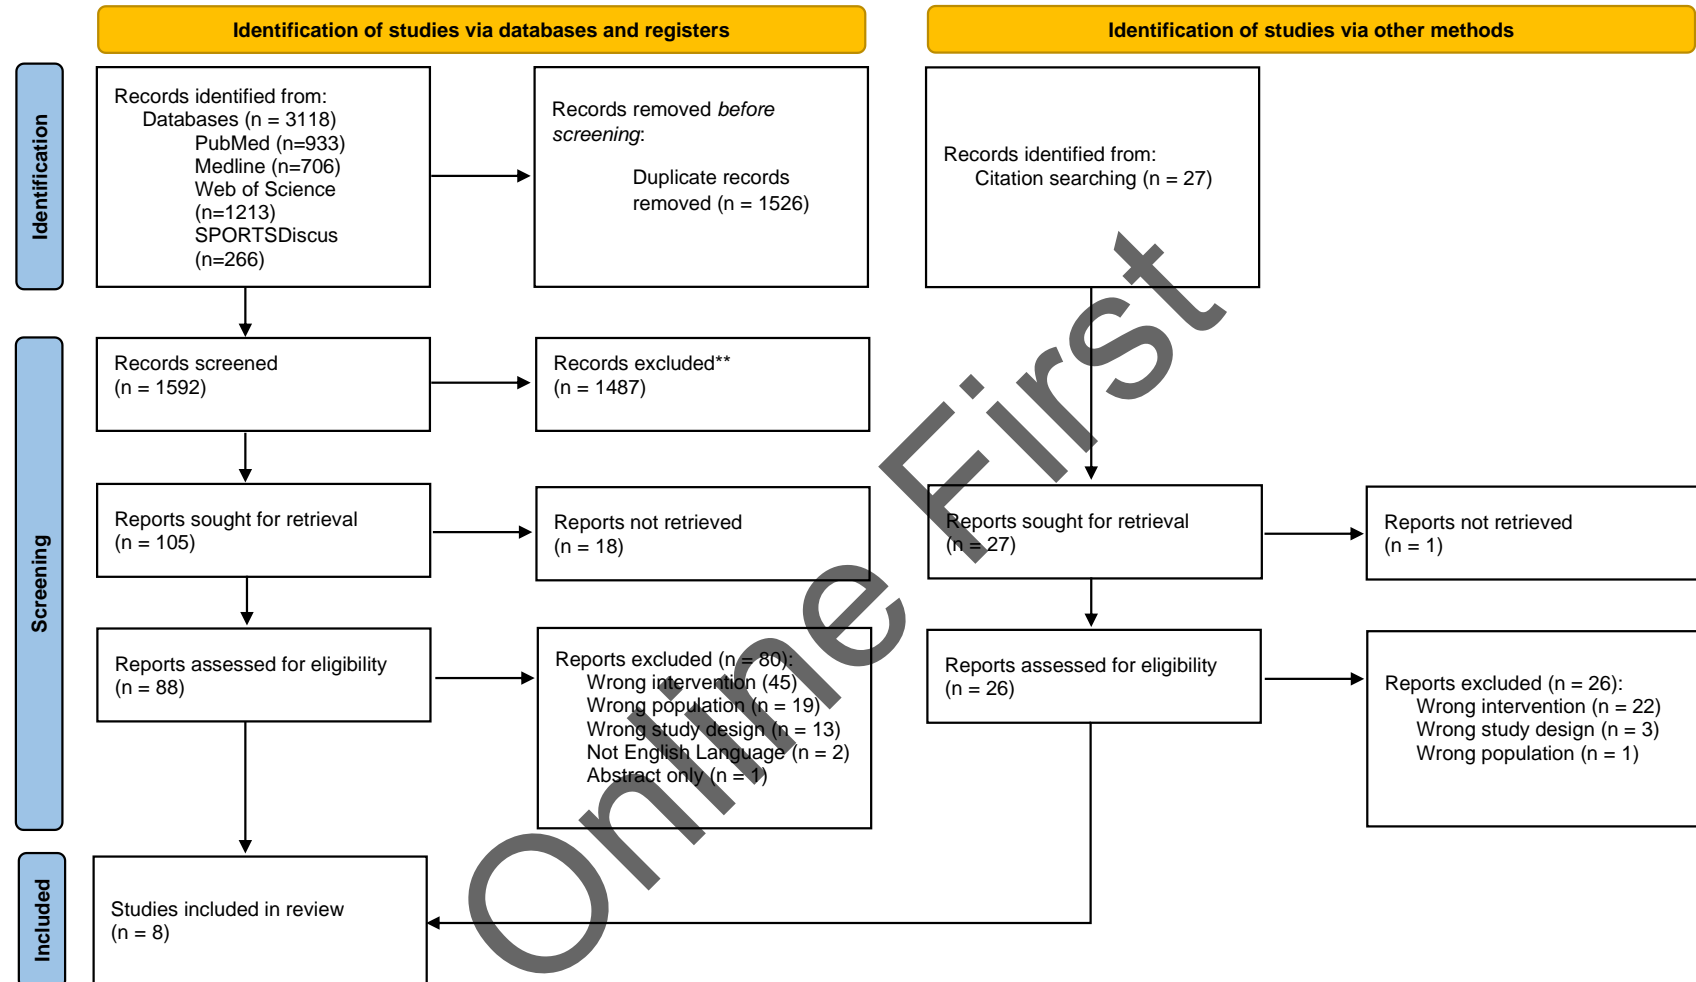 Identification of studies via databases and registers
Identification of studies via other methods
Identification
Records identified from:
Databases (n = 3118)
PubMed (n=933)
Medline (n=706)
Web of Science
(n=1213)
SPORTSDiscus
(n=266)
Records removed before
screening:
Duplicate records
removed (n = 1526)
Records identified from:
Citation searching (n = 27)
Screening
Records screened
(n = 1592)
Records excluded**
(n = 1487)
Reports sought for retrieval
(n = 105)
Reports not retrieved
(n = 18)
Reports sought for retrieval
(n = 27)
Reports not retrieved
(n = 1)
Reports assessed for eligibility
(n = 88)
Reports excluded (n = 80):
Wrong intervention (45)
Wrong population (n = 19)
Wrong study design (n = 13)
Not English Language (n = 2)
Abstract only (n = 1)
Reports assessed for eligibility
(n = 26)
Reports excluded (n = 26):
Wrong intervention (n = 22)
Wrong study design (n = 3)
Wrong population (n = 1)
Included
Studies included in review
(n = 8)
Online First